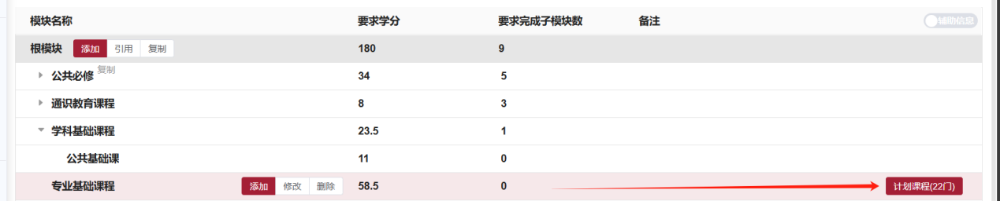 模块名称 要求学分 要求完成子模块数 备注 辅助信息
根模块 添加 引用 复制 180 9
公共必修 复制 34 5
通识教育课程 8 3
学科基础课程 23.5 1
公共基础课 11 0
专业基础课程 添加 修改 删除 58.5 0 计划课程(22门)